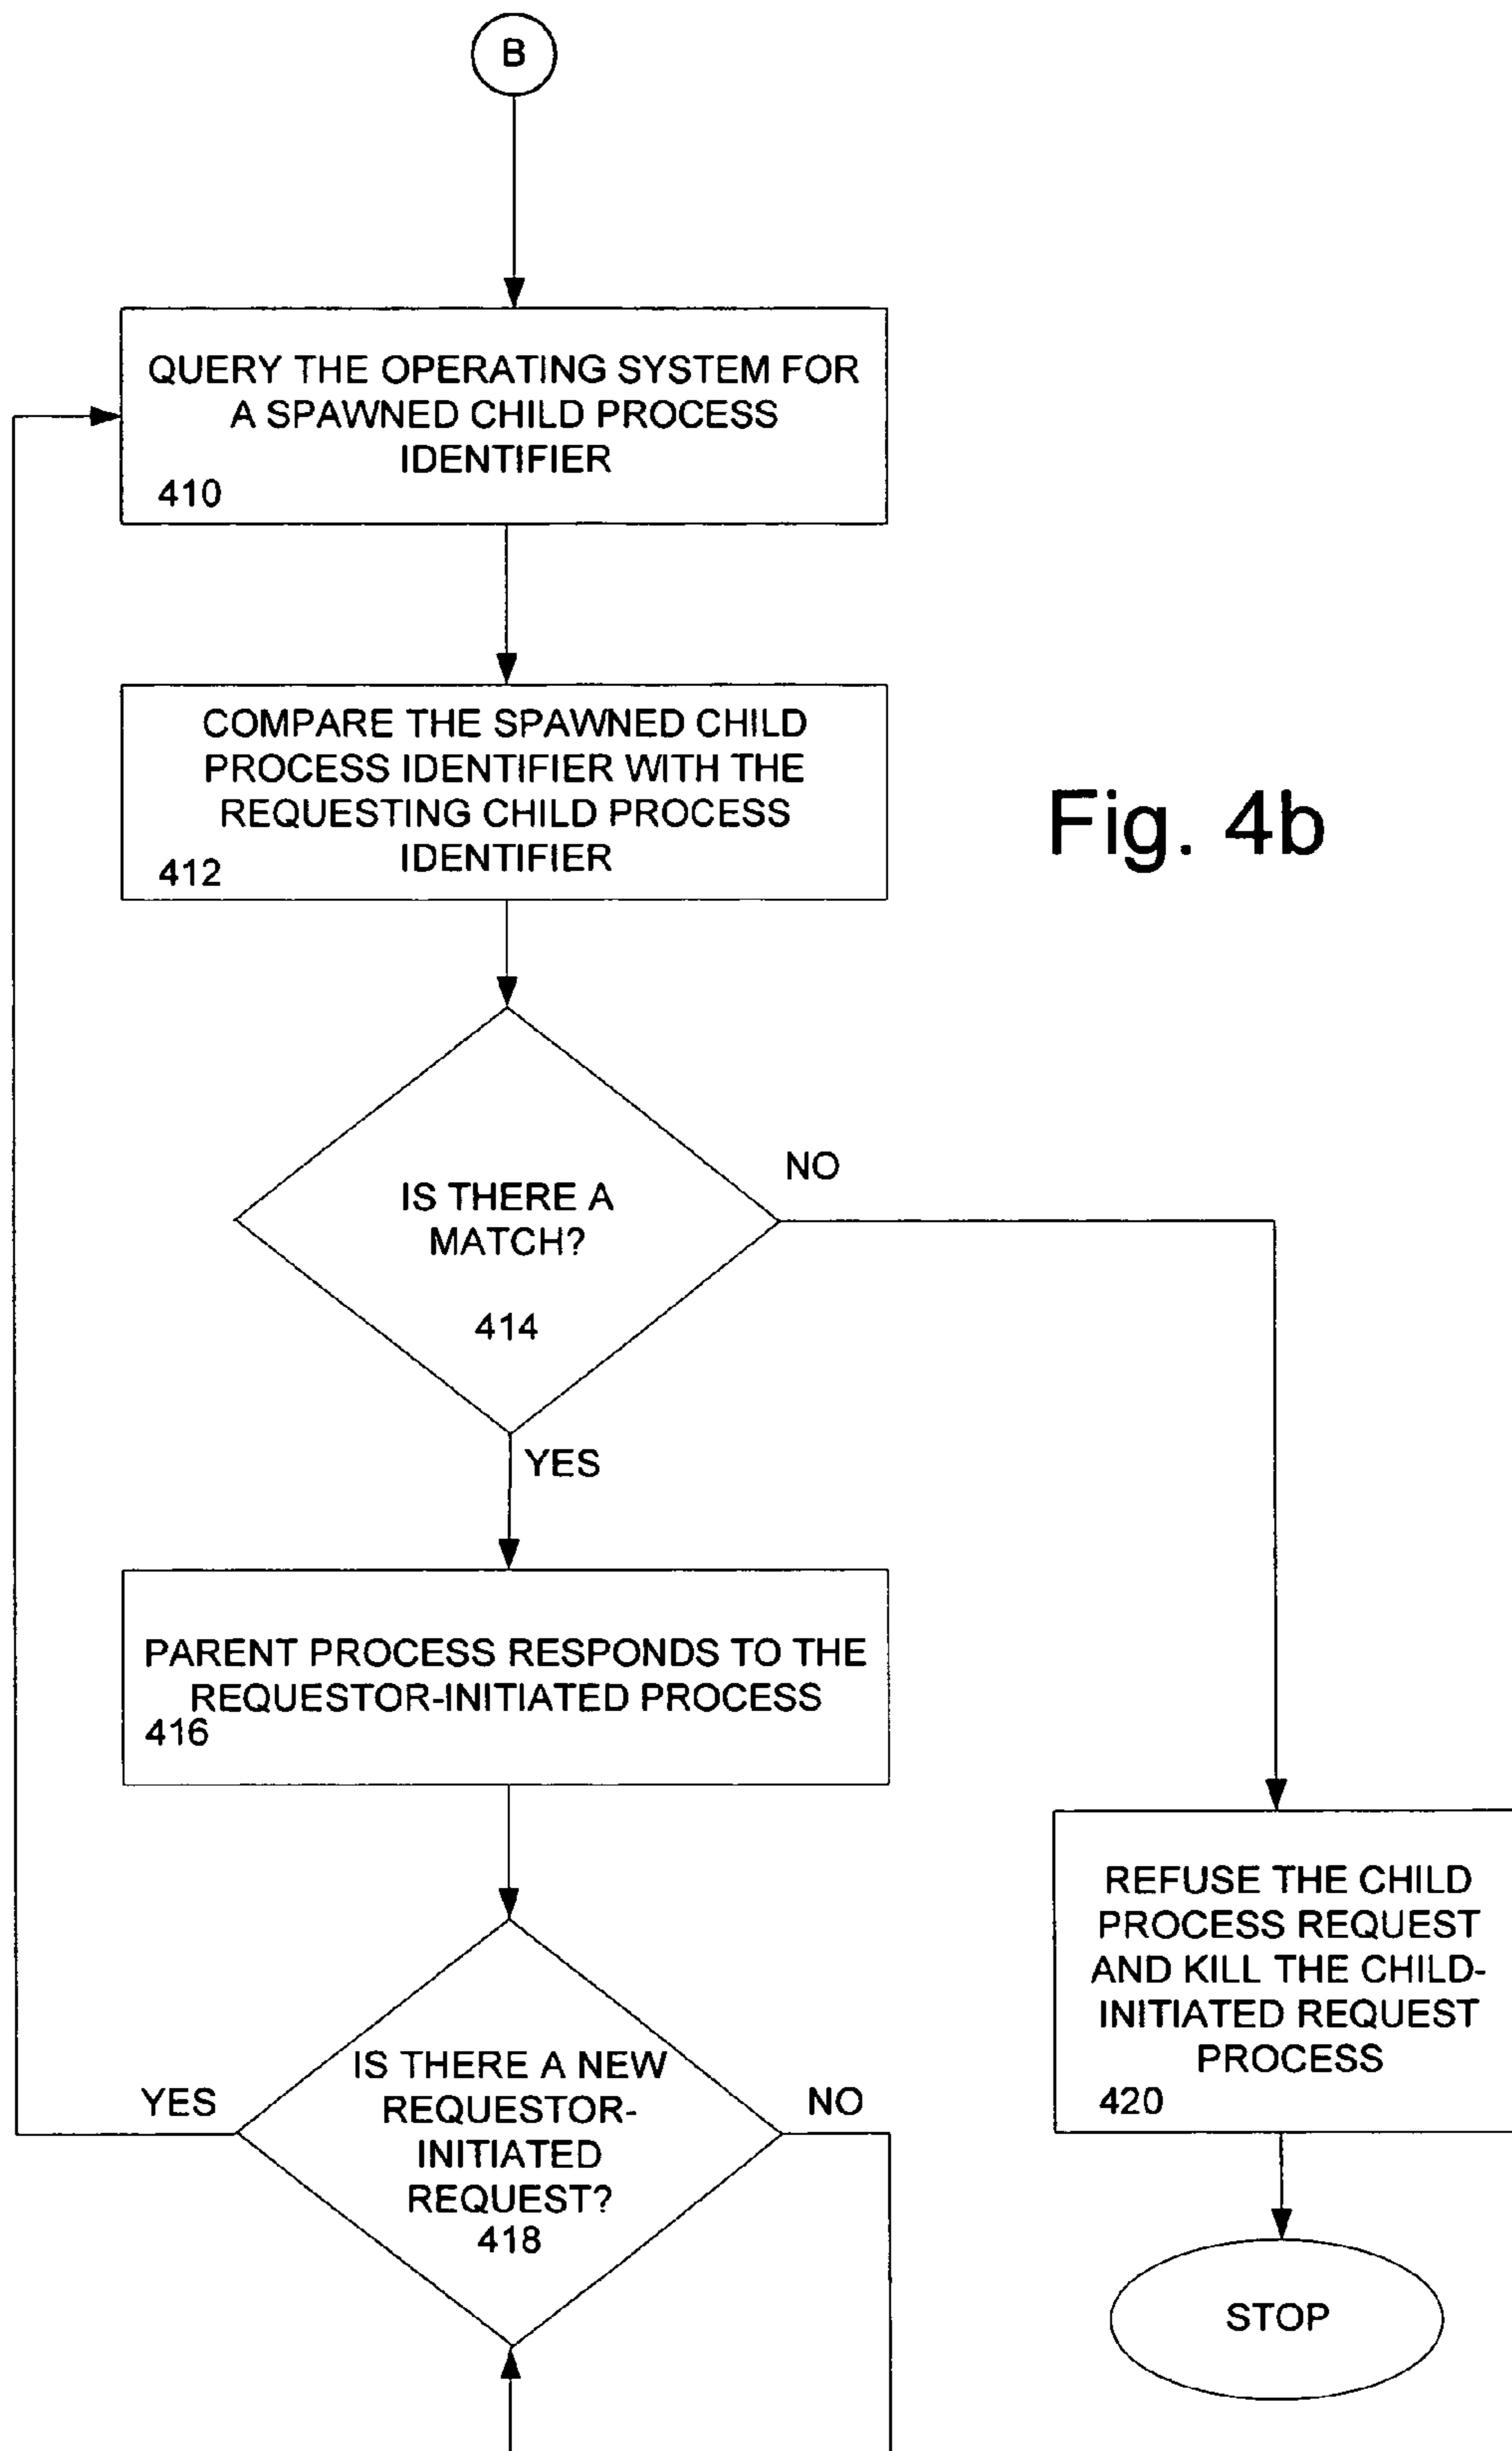 B
QUERY THE OPERATING SYSTEM FOR
A SPAWNED CHILD PROCESS
IDENTIFIER
410
COMPARE THE SPAWNED CHILD
PROCESS IDENTIFIER WITH THE
REQUESTING CHILD PROCESS
IDENTIFIER
412
Fig. 4b
IS THERE A
MATCH?
414
NO
YES
PARENT PROCESS RESPONDS TO THE
REQUESTOR-INITIATED PROCESS
416
IS THERE A NEW
REQUESTOR-
INITIATED
REQUEST?
418
YES
NO
REFUSE THE CHILD
PROCESS REQUEST
AND KILL THE CHILD-
INITIATED REQUEST
PROCESS
420
STOP